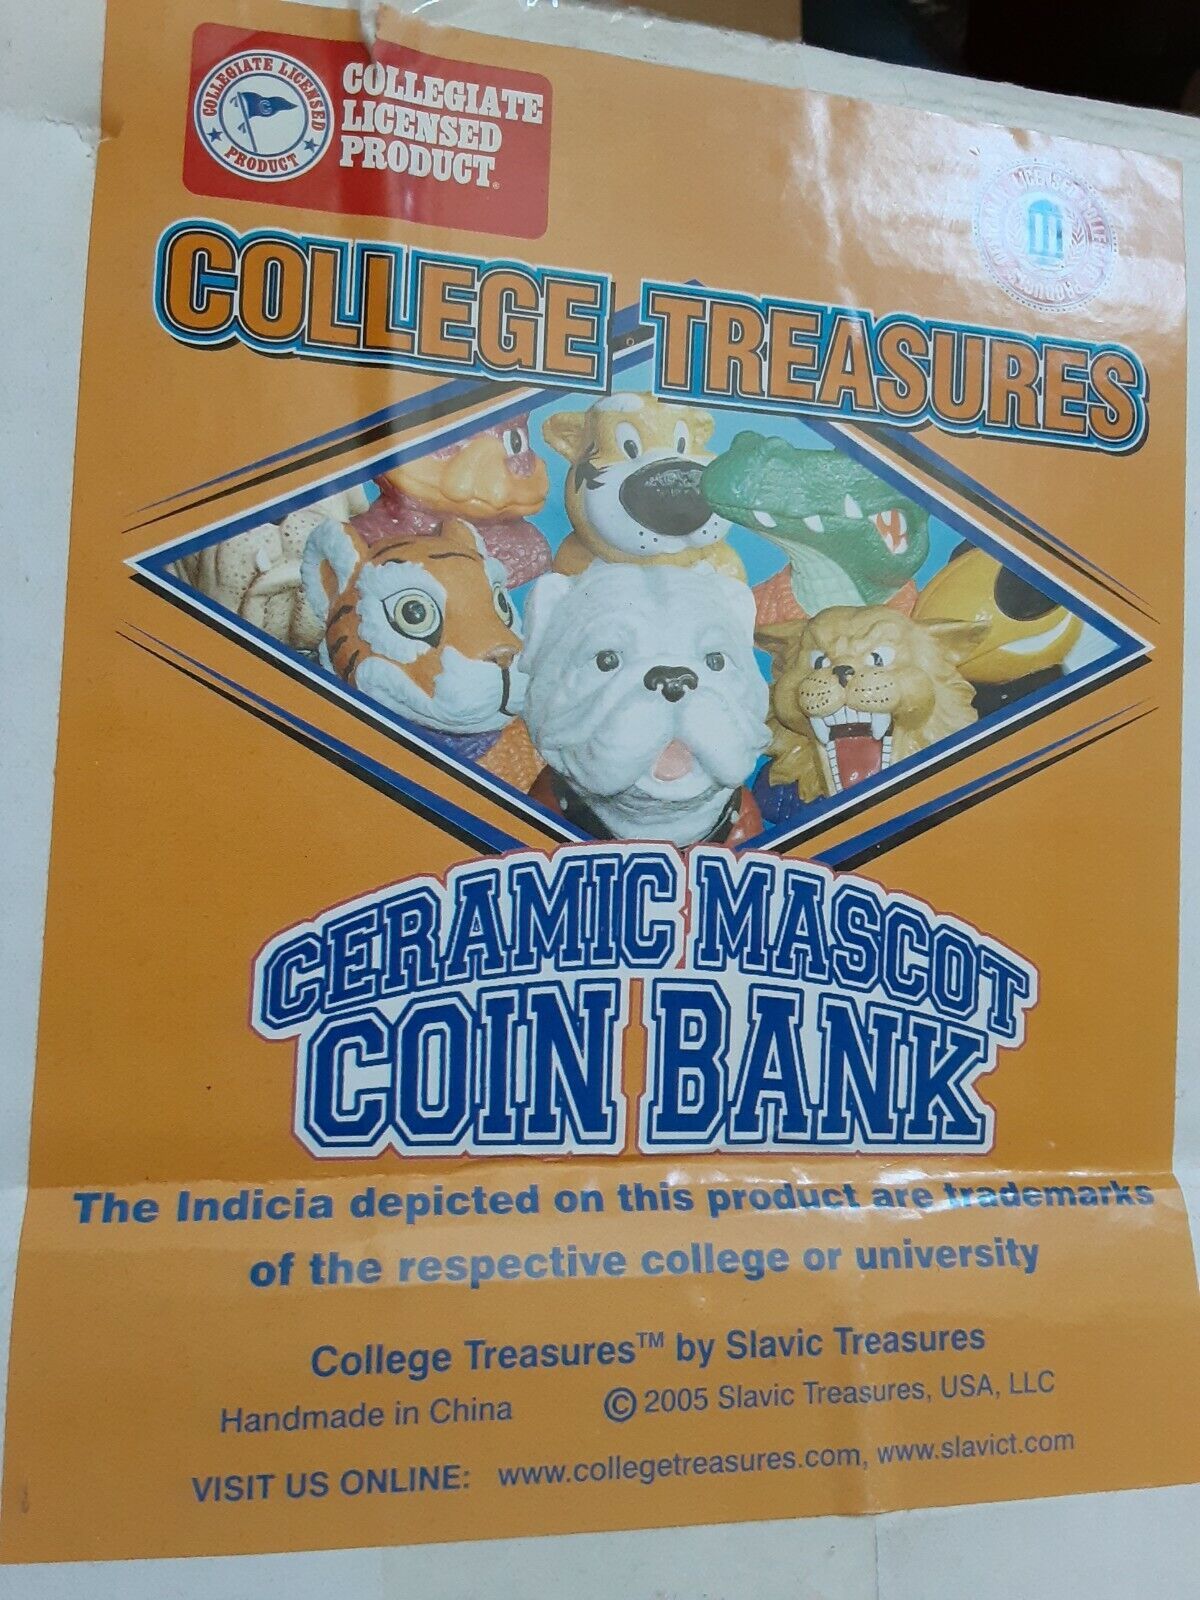 COLLEGIATE LICENSED
C
PRODUCT
COLLEGIATE
LICENSED
PRODUCT®
COLLEGE TREASURES
CERAMIC MASCOT
COIN BANK
The Indicia depicted on this product are trademarks
of the respective college or university
College Treasures™ by Slavic Treasures
Handmade in China © 2005 Slavic Treasures, USA, LLC
VISIT US ONLINE: www.collegetreasures.com, www.slavict.com